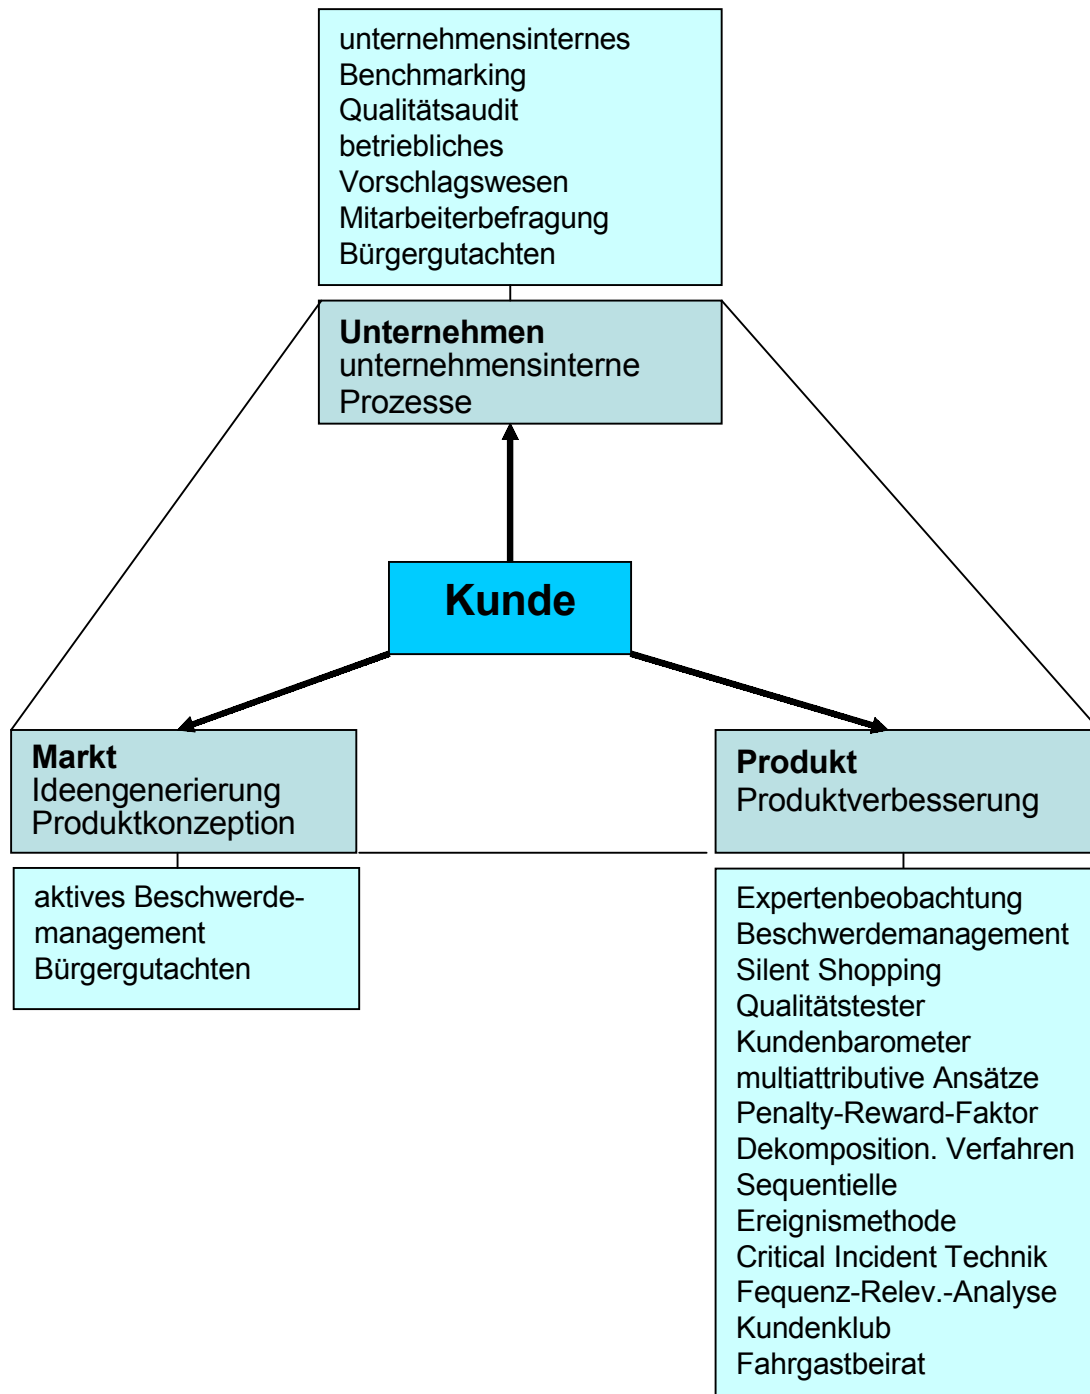 unternehmensinternes
Benchmarking
Qualitätsaudit
betriebliches
Vorschlagswesen
Mitarbeiterbefragung
Bürgergutachten
Unternehmen
unternehmensinterne
Prozesse
Kunde
Markt
Ideengenerierung
Produktkonzeption
aktives Beschwerde-
management
Bürgergutachten
Produkt
Produktverbesserung
Expertenbeobachtung
Beschwerdemanagement
Silent Shopping
Qualitätstester
Kundenbarometer
multiattributive Ansätze
Penalty-Reward-Faktor
Dekomposition. Verfahren
Sequentielle
Ereignismethode
Critical Incident Technik
Fequenz-Relev.-Analyse
Kundenklub
Fahrgastbeirat